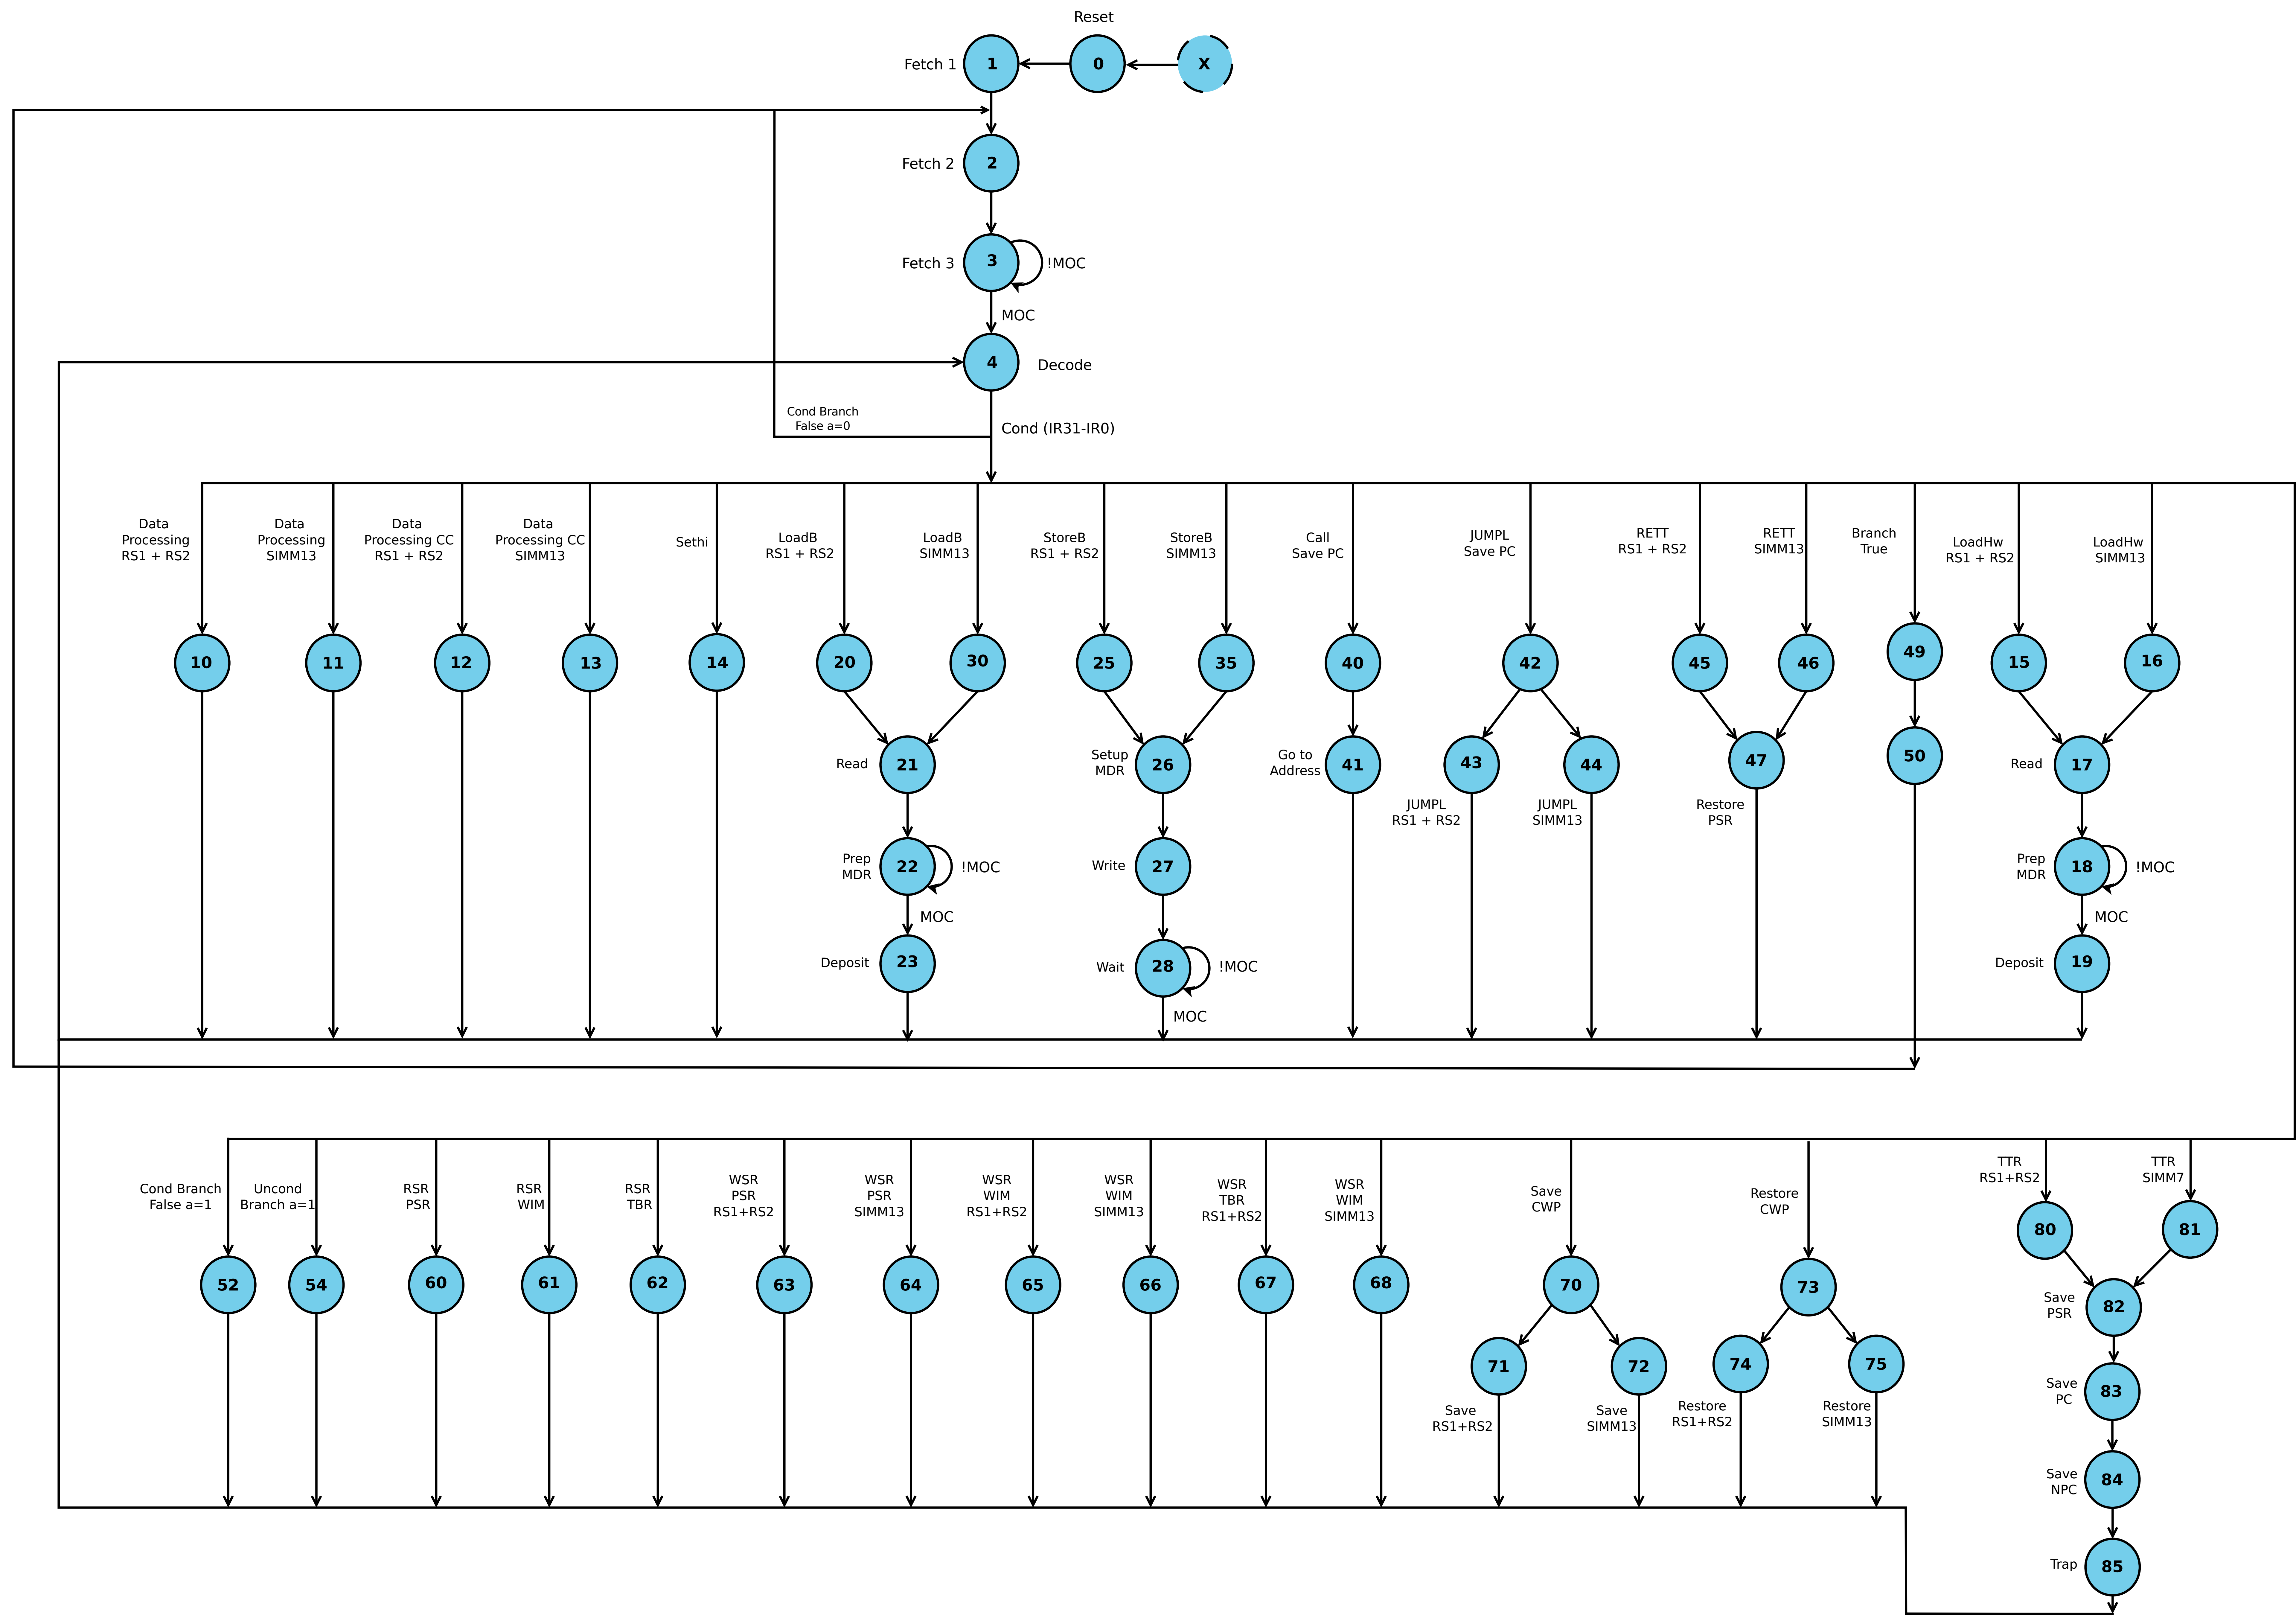 Reset
Fetch 1
1
0
X
Fetch 2
2
Fetch 3
3
!MOC
MOC
4
Decode
Cond Branch
False a=0
Cond (IR31-IR0)
Data
Processing
RS1 + RS2
Data
Processing
SIMM13
Data
Processing CC
RS1 + RS2
Data
Processing CC
SIMM13
Sethi
LoadB
RS1 + RS2
LoadB
SIMM13
StoreB
RS1 + RS2
StoreB
SIMM13
Call
Save PC
JUMPL
Save PC
RETT
RS1 + RS2
RETT
SIMM13
Branch
True
LoadHw
RS1 + RS2
LoadHw
SIMM13
10
11
12
13
14
20
30
25
35
40
42
45
46
49
15
16
Read
21
Setup
MDR
26
Go to
Address
41
43
44
47
50
Read
17
JUMPL
RS1 + RS2
JUMPL
SIMM13
Restore
PSR
Prep
MDR
22
!MOC
Write
27
Prep
MDR
18
!MOC
MOC
MOC
Deposit
23
Wait
28
!MOC
Deposit
19
MOC
Cond Branch
False a=1
Uncond
Branch a=1
RSR
PSR
RSR
WIM
RSR
TBR
WSR
PSR
RS1+RS2
WSR
PSR
SIMM13
WSR
WIM
RS1+RS2
WSR
WIM
SIMM13
WSR
TBR
RS1+RS2
WSR
WIM
SIMM13
Save
CWP
Restore
CWP
TTR
RS1+RS2
TTR
SIMM7
52
54
60
61
62
63
64
65
66
67
68
70
73
80
81
Save
PSR
82
71
72
74
75
Save
RS1+RS2
Save
SIMM13
Restore
RS1+RS2
Restore
SIMM13
Save
PC
83
Save
NPC
84
Trap
85